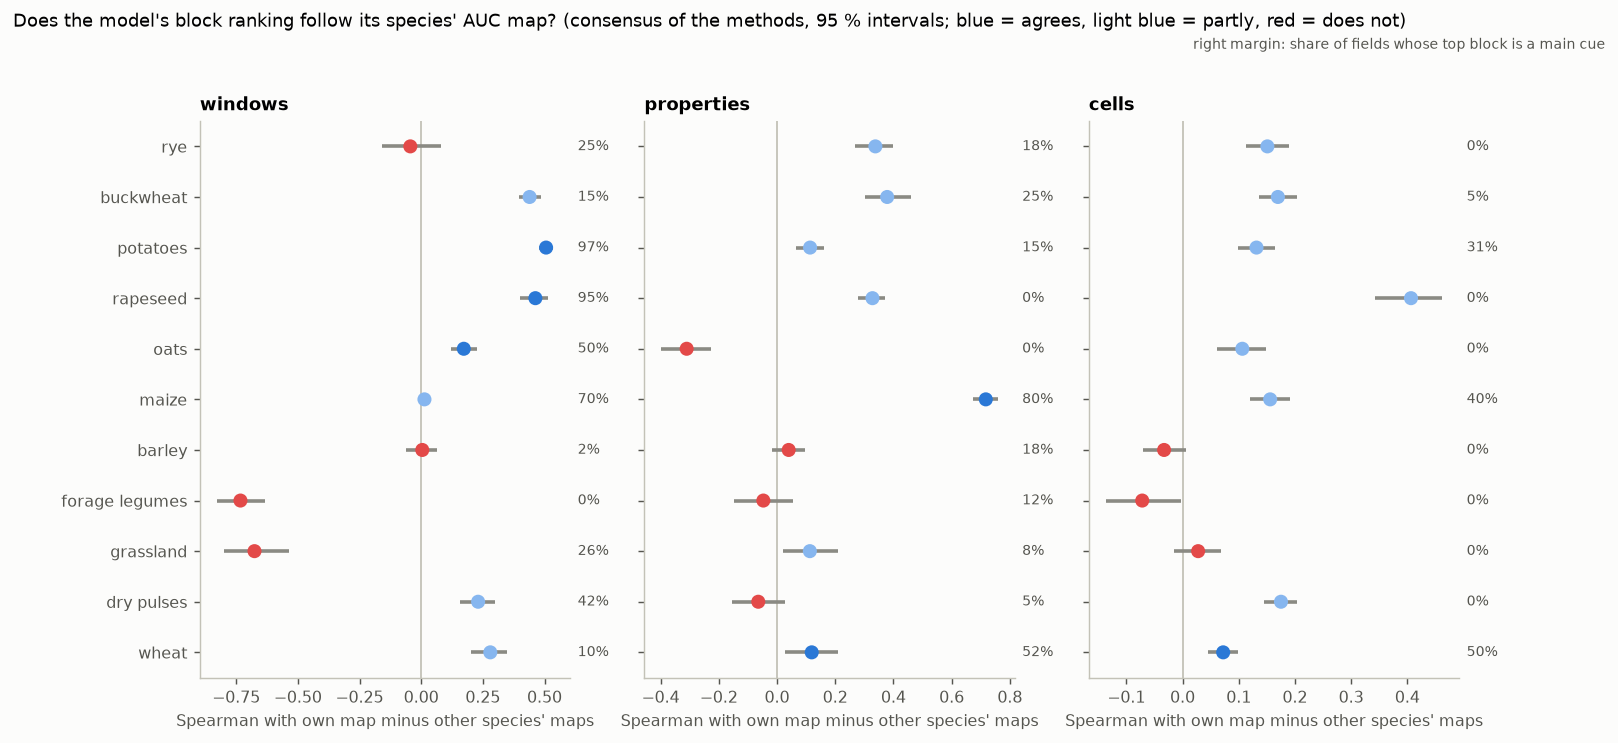 Does the model's block ranking follow its species' AUC map? (consensus of the methods, 95 % intervals; blue = agrees, light blue = partly, red = does not)
right margin: share of fields whose top block is a main cue
windows
properties
cells
rye 25% 18% 0%
buckwheat 15% 25% 5%
potatoes 97% 15% 31%
rapeseed 95% 0% 0%
oats 50% 0% 0%
maize 70% 80% 40%
barley 2% 18% 0%
forage legumes 0% 12% 0%
grassland 26% 8% 0%
dry pulses 42% 5% 0%
wheat 10% 52% 50%
−0.75 −0.50 −0.25 0.00 0.25 0.50
−0.4 −0.2 0.0 0.2 0.4 0.6 0.8
−0.1 0.0 0.1 0.2 0.3 0.4
Spearman with own map minus other species' maps
Spearman with own map minus other species' maps
Spearman with own map minus other species' maps